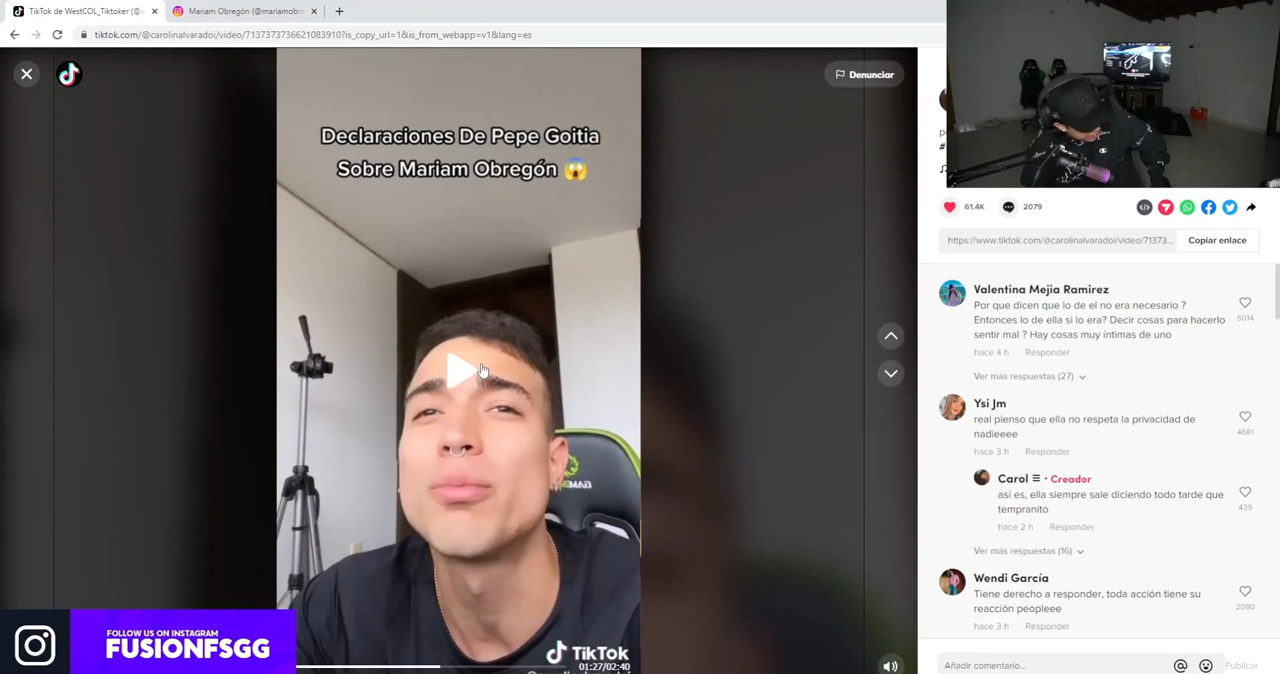 TikTok de WestCOL_Tiktoker (@
Mariam Obregón (@mariamobre
tiktok.com/@carolinalvaradoi/video/7137373736621083910?is_copy_url=1&is_from_webapp=v1&lang=es
Denunciar
Declaraciones De Pepe Goitia
Sobre Mariam Obregón 😱
GAMAG
TikTok
01:27/02:40
FOLLOW US ON INSTAGRAM
FUSIONFSGG
61.4K
2079
https://www.tiktok.com/@carolinalvaradoi/video/71373...
Copiar enlace
Valentina Mejia Ramirez
Por que dicen que lo de el no era necesario ?
Entonces lo de ella si lo era? Decir cosas para hacerlo
sentir mal ? Hay cosas muy íntimas de uno
5014
hace 4 h Responder
Ver más respuestas (27)
Ysi Jm
real pienso que ella no respeta la privacidad de
nadieeee
4681
hace 3 h Responder
Carol ☰ · Creador
así es, ella siempre sale diciendo todo tarde que
tempranito
439
hace 2 h Responder
Ver más respuestas (16)
Wendi García
Tiene derecho a responder, toda acción tiene su
reacción peopleee
2090
hace 3 h Responder
Añadir comentario...
Publicar